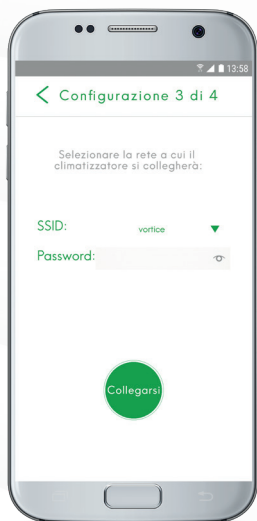 13:58
Configurazione 3 di 4
Selezionare la rete a cui il
climatizzatore si collegherà:
SSID: vortice
Password:
Collegarsi